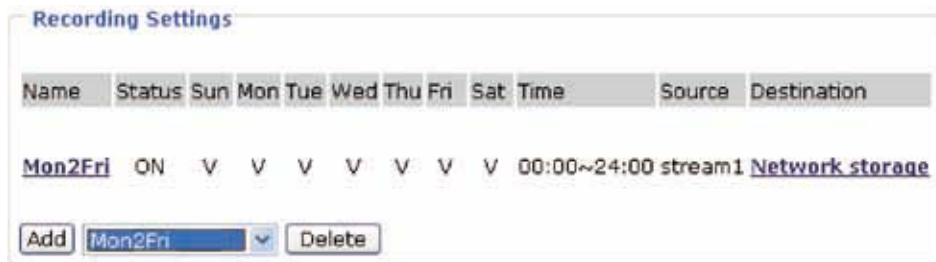 Recording Settings
Name Status Sun Mon Tue Wed Thu Fri Sat Time Source Destination
Mon2Fri ON V V V V V V V 00:00~24:00 stream1 Network storage
Add Mon2Fri Delete